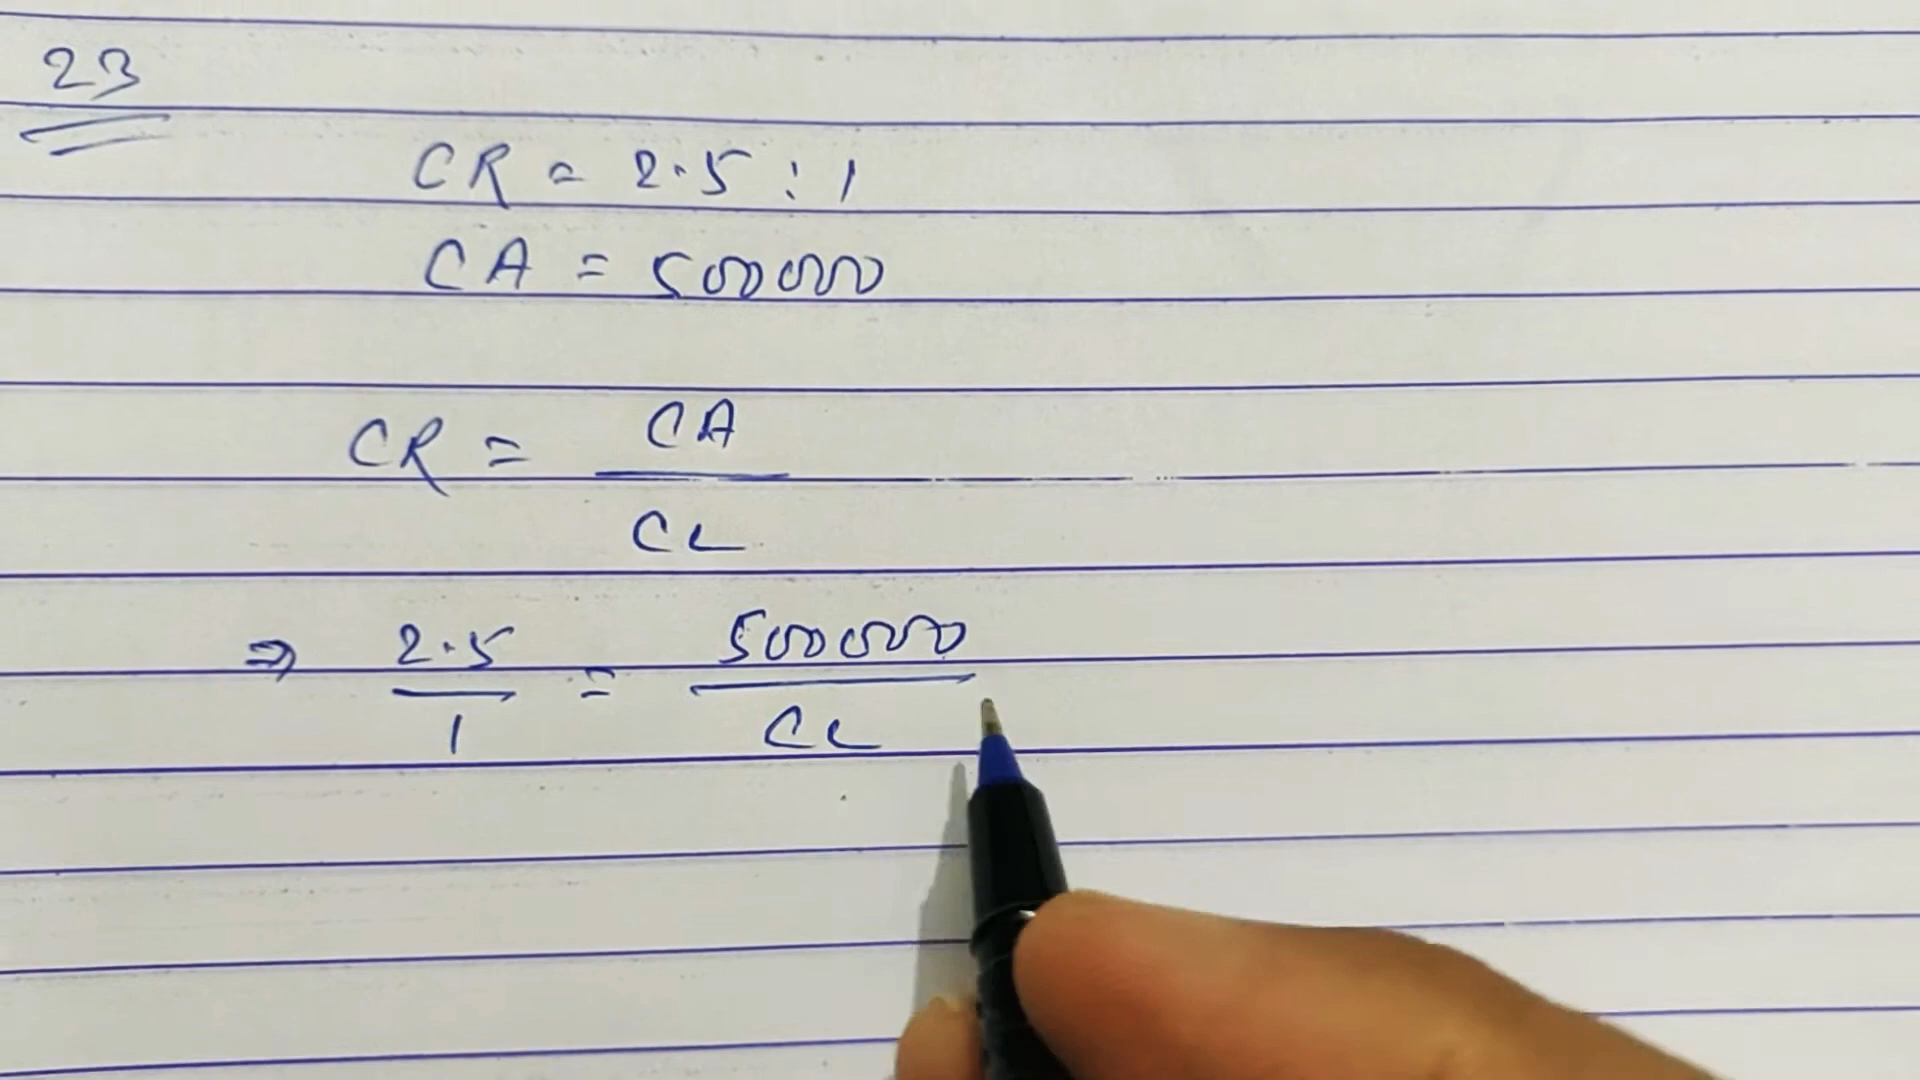 23
CR = 2.5 : 1
CA = 500000
CR = CA
CL
⇒ 2.5 = 500000
1 CL